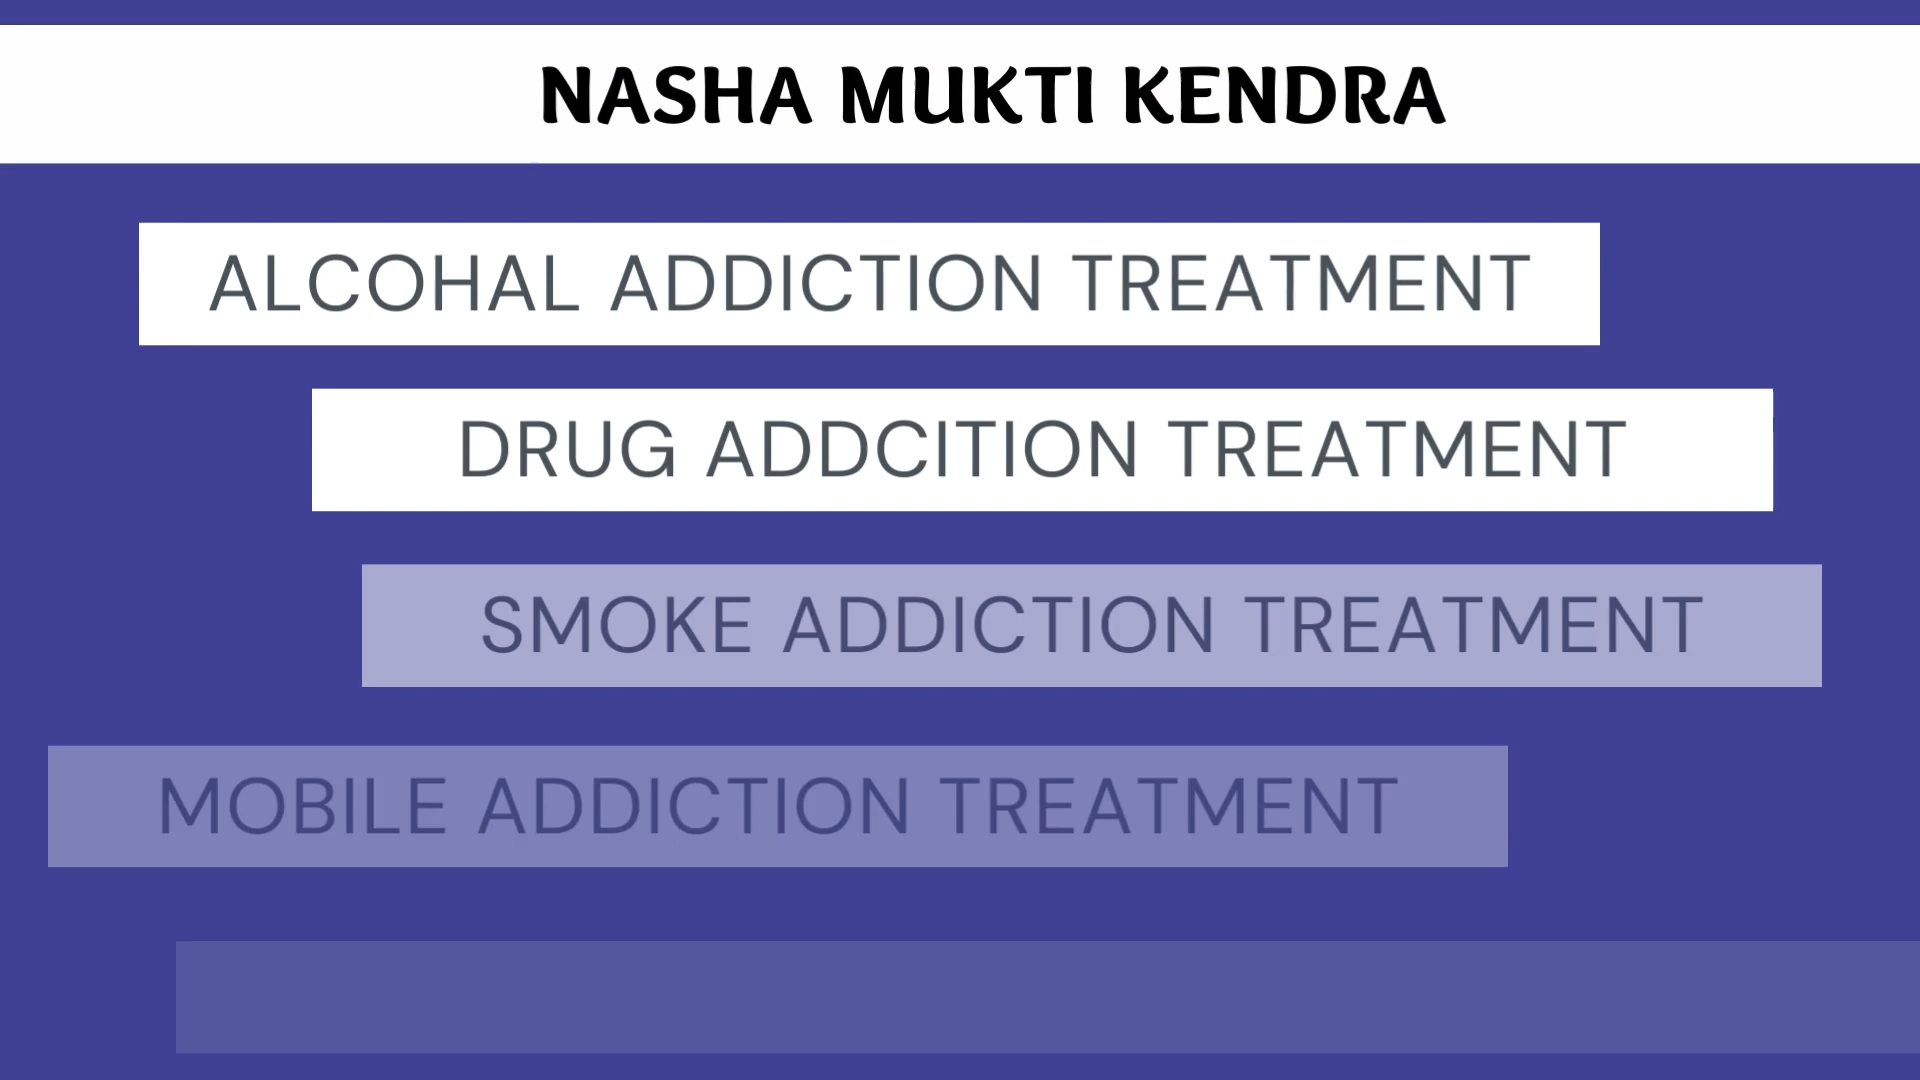 NASHA MUKTI KENDRA
ALCOHAL ADDICTION TREATMENT
DRUG ADDCITION TREATMENT
SMOKE ADDICTION TREATMENT
MOBILE ADDICTION TREATMENT